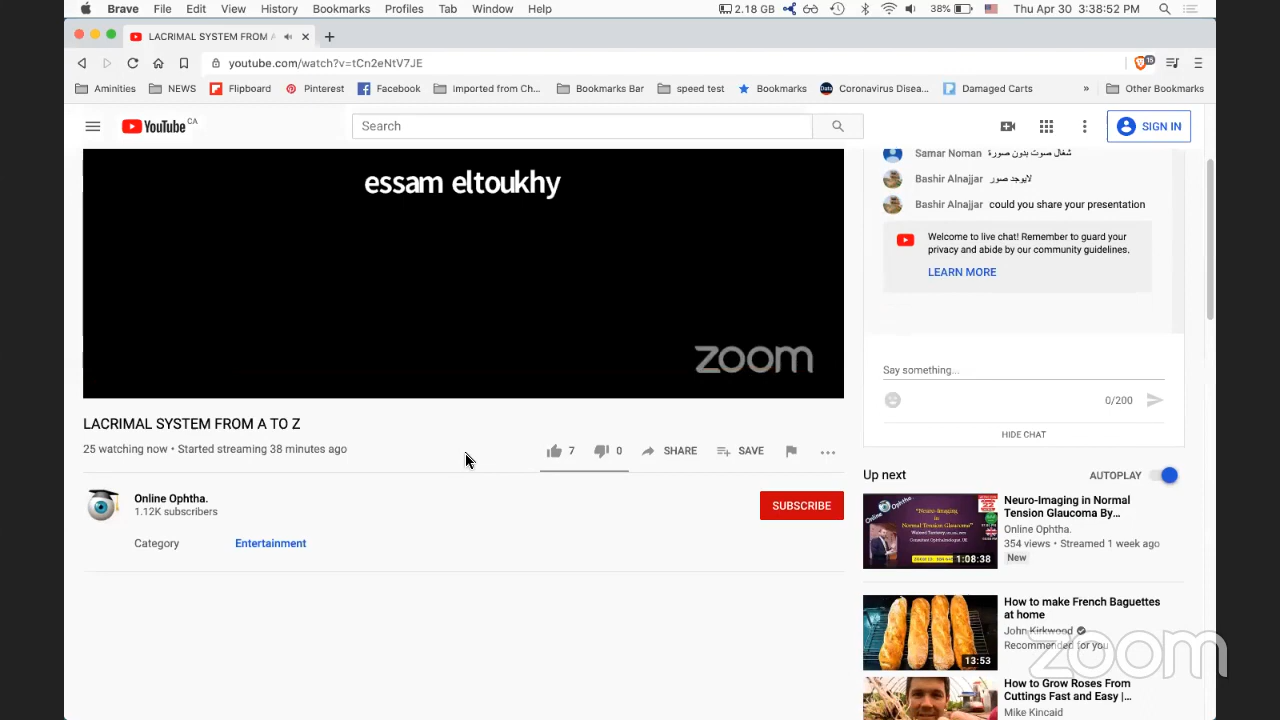 Brave File Edit View History Bookmarks Profiles Tab Window Help 2.18 GB 38% Thu Apr 30 3:38:52 PM
LACRIMAL SYSTEM FROM A
youtube.com/watch?v=tCn2eNtV7JE 15
Aminities NEWS Flipboard Pinterest Facebook Imported from Ch... Bookmarks Bar speed test Bookmarks Coronavirus Disea... Damaged Carts » Other Bookmarks
YouTube CA Search SIGN IN
essam eltoukhy
zoom
Samar Noman شغال صوت بدون صورة
Bashir Alnajjar لايوجد صور
Bashir Alnajjar could you share your presentation
Welcome to live chat! Remember to guard your
privacy and abide by our community guidelines.
LEARN MORE
Say something...
0/200
HIDE CHAT
LACRIMAL SYSTEM FROM A TO Z
25 watching now • Started streaming 38 minutes ago
7 0 SHARE SAVE
Online Ophtha.
1.12K subscribers
SUBSCRIBE
Category Entertainment
Up next AUTOPLAY
Neuro-Imaging in Normal
Tension Glaucoma By...
Online Ophtha.
354 views • Streamed 1 week ago
New
"Neuro-Imaging
in
Normal Tension Glaucoma"
1:08:38
How to make French Baguettes
at home
John Kirkwood
Recommended for you
13:53
How to Grow Roses From
Cuttings Fast and Easy |...
Mike Kincaid
zoom